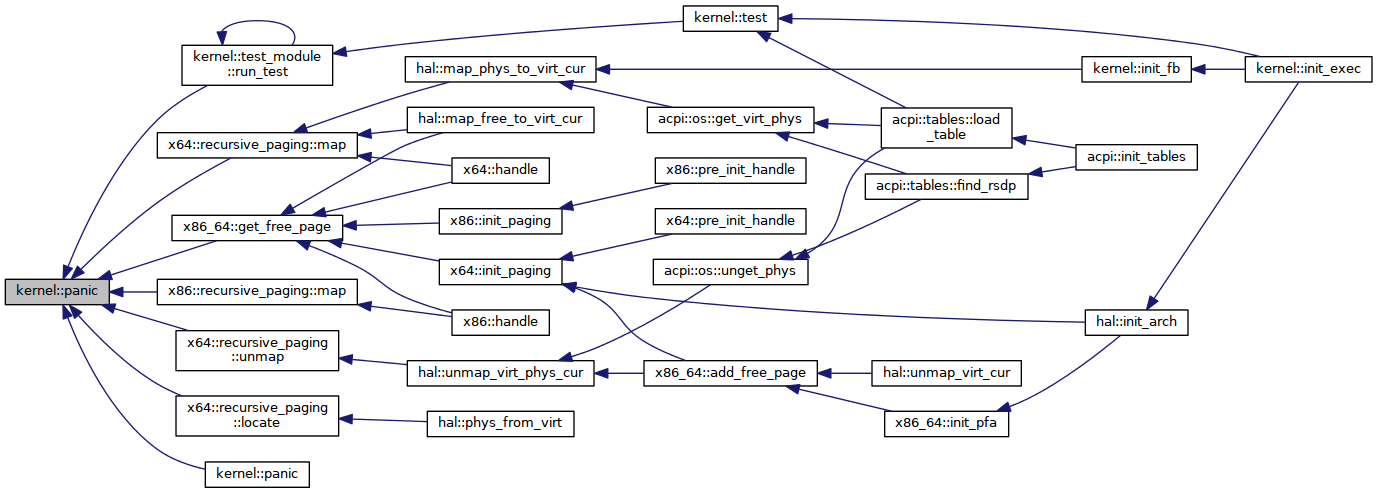 kernel::test
kernel::test_module
::run_test
hal::map_phys_to_virt_cur
kernel::init_fb
kernel::init_exec
hal::map_free_to_virt_cur
acpi::os::get_virt_phys
acpi::tables::load
_table
x64::recursive_paging::map
acpi::init_tables
x64::handle
x86::pre_init_handle
acpi::tables::find_rsdp
x86_64::get_free_page
x86::init_paging
x64::pre_init_handle
x64::init_paging
acpi::os::unget_phys
kernel::panic
x86::recursive_paging::map
x86::handle
hal::init_arch
x64::recursive_paging
::unmap
hal::unmap_virt_phys_cur
x86_64::add_free_page
hal::unmap_virt_cur
x64::recursive_paging
::locate
hal::phys_from_virt
x86_64::init_pfa
kernel::panic